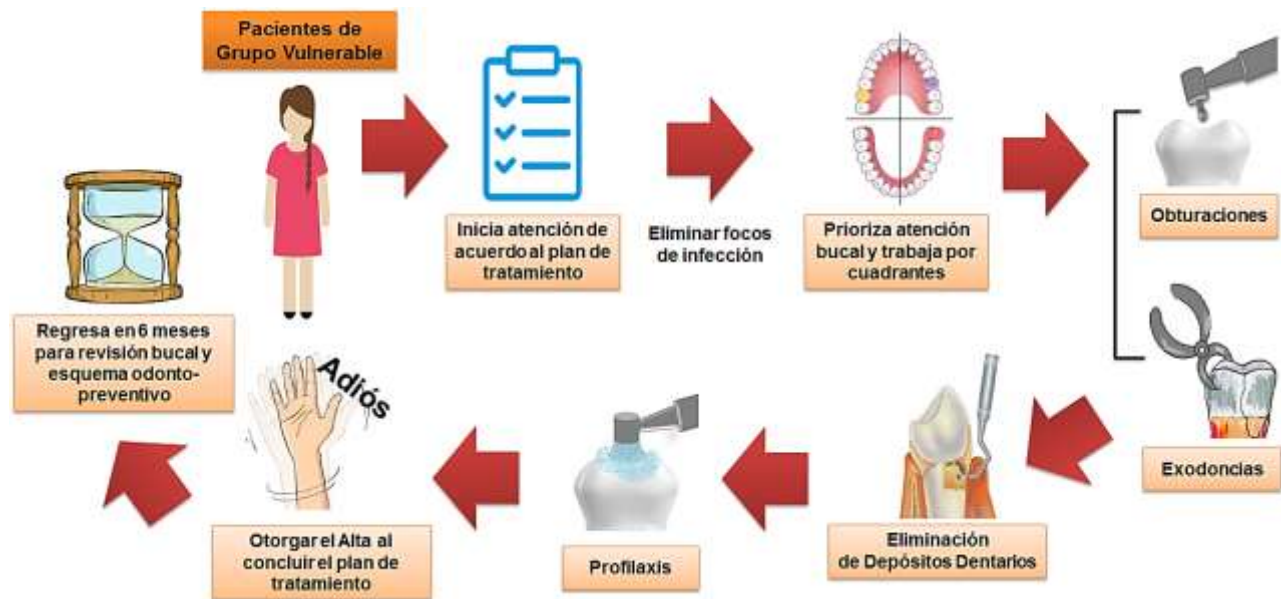 Pacientes de
Grupo Vulnerable
Inicia atención de
acuerdo al plan de
tratamiento
Eliminar focos
de infección
Prioriza atención
bucal y trabaja por
cuadrantes
Obturaciones
Exodoncias
Eliminación
de Depósitos Dentarios
Profilaxis
Adiós
Otorgar el Alta al
concluir el plan de
tratamiento
Regresa en 6 meses
para revisión bucal y
esquema odonto-
preventivo